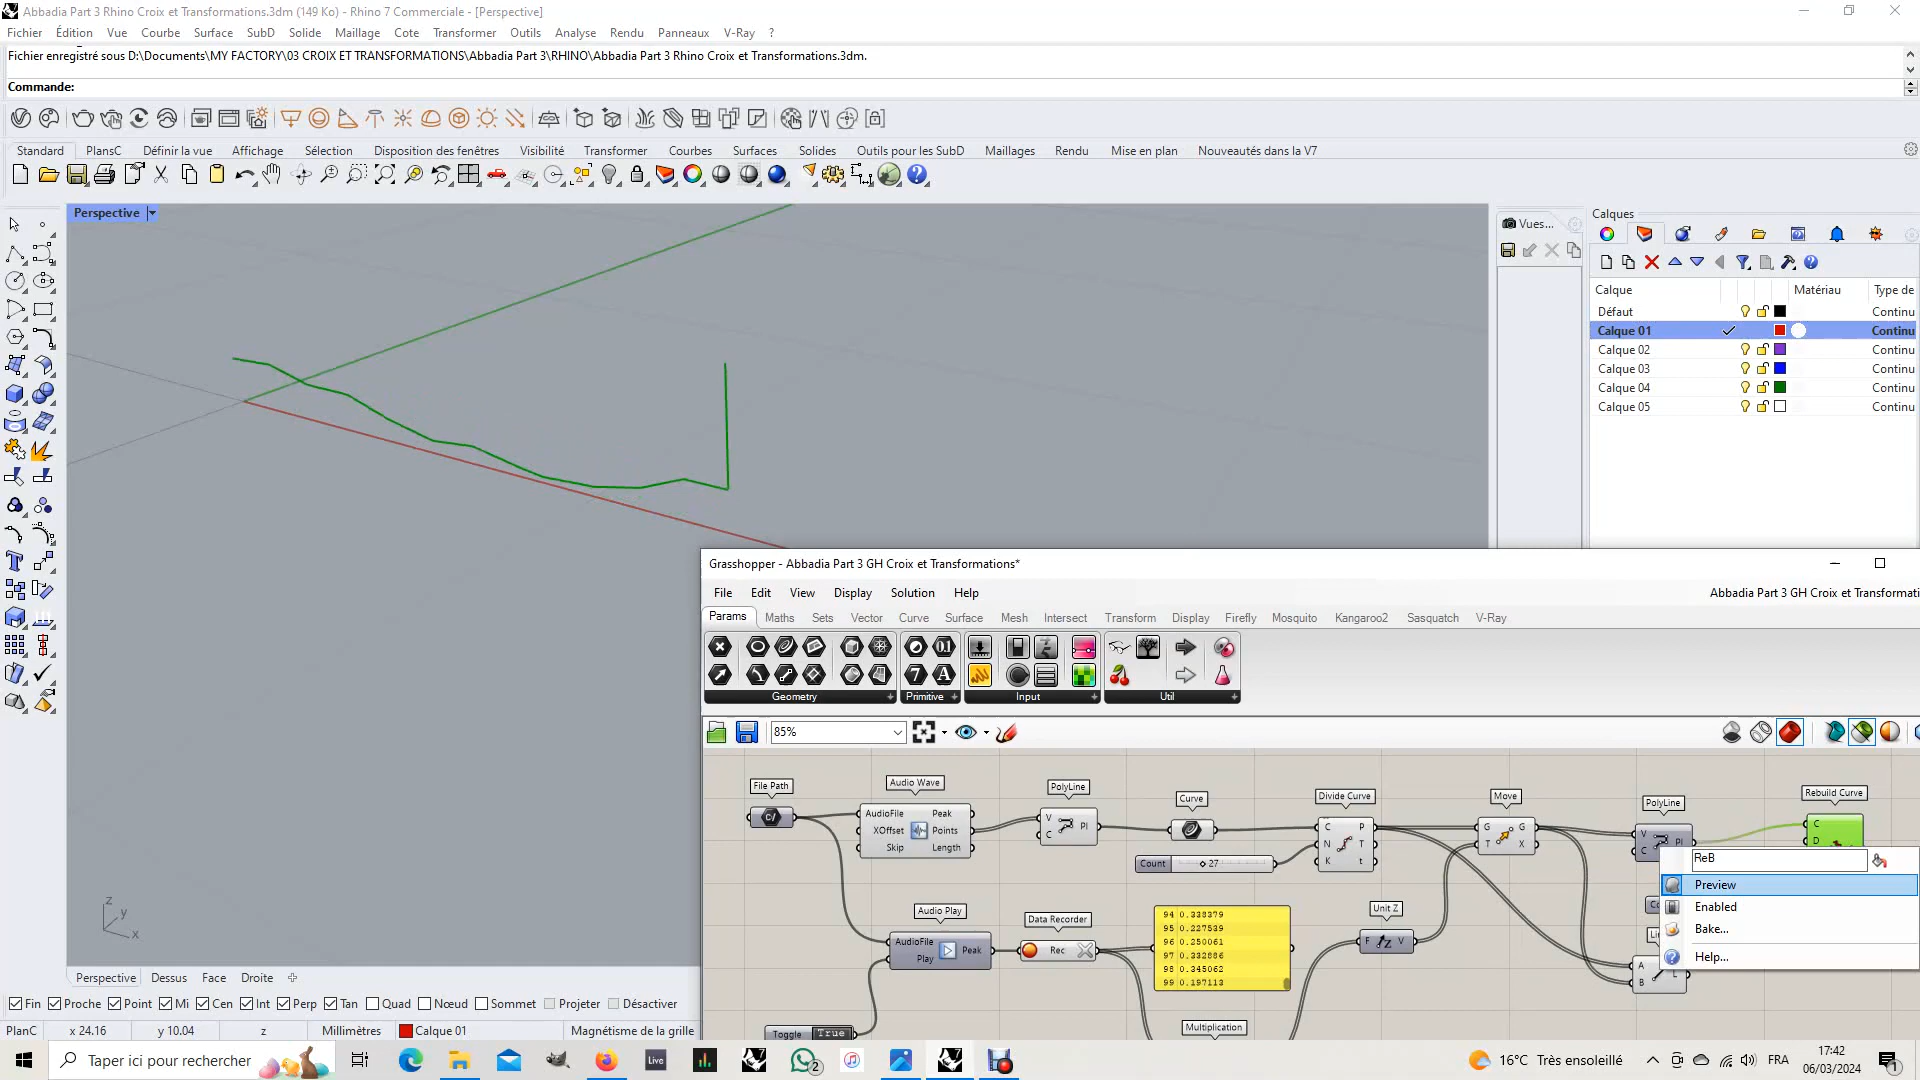 Abbadia Part 3 Rhino Croix et Transformations.3dm (149 Ko) - Rhino 7 Commerciale - [Perspective]
Fichier Édition Vue Courbe Surface SubD Solide Maillage Cote Transformer Outils Analyse Rendu Panneaux V-Ray ?
Fichier enregistré sous D:\Documents\MY FACTORY\03 CROIX ET TRANSFORMATIONS\Abbadia Part 3\RHINO\Abbadia Part 3 Rhino Croix et Transformations.3dm.
Commande:
Standard PlansC Définir la vue Affichage Sélection Disposition des fenêtres Visibilité Transformer Courbes Surfaces Solides Outils pour les SubD Maillages Rendu Mise en plan Nouveautés dans la V7
Perspective
Vues...
Calques
Calque Matériau Type de
Défaut Continu
Calque 01 Continu
Calque 02 Continu
Calque 03 Continu
Calque 04 Continu
Calque 05 Continu
z
y
x
Grasshopper - Abbadia Part 3 GH Croix et Transformations*
File Edit View Display Solution Help
Abbadia Part 3 GH Croix et Transformati
Params Maths Sets Vector Curve Surface Mesh Intersect Transform Display Firefly Mosquito Kangaroo2 Sasquatch V-Ray
Geometry Primitive Input Util
85%
File Path
Audio Wave
AudioFile Peak
XOffset Points
Skip Length
PolyLine
V Pl
C
Curve
Count 27
Divide Curve
C P
N T
K t
Move
G G
T X
PolyLine
V Pl
C
Rebuild Curve
C
D
ReB
Preview
Enabled
Bake...
Help...
Audio Play
AudioFile Peak
Play
Data Recorder
Rec
94 0.338379
95 0.227539
96 0.250061
97 0.332886
98 0.345062
99 0.197113
Unit Z
F V
A L
B
Toggle True
Multiplication
Perspective Dessus Face Droite
Fin Proche Point Mi Cen Int Perp Tan Quad Nœud Sommet Projeter Désactiver
PlanC x 24.16 y 10.04 z Millimètres Calque 01 Magnétisme de la grille
Taper ici pour rechercher
Live
2
16°C Très ensoleillé
FRA
17:42
06/03/2024
1